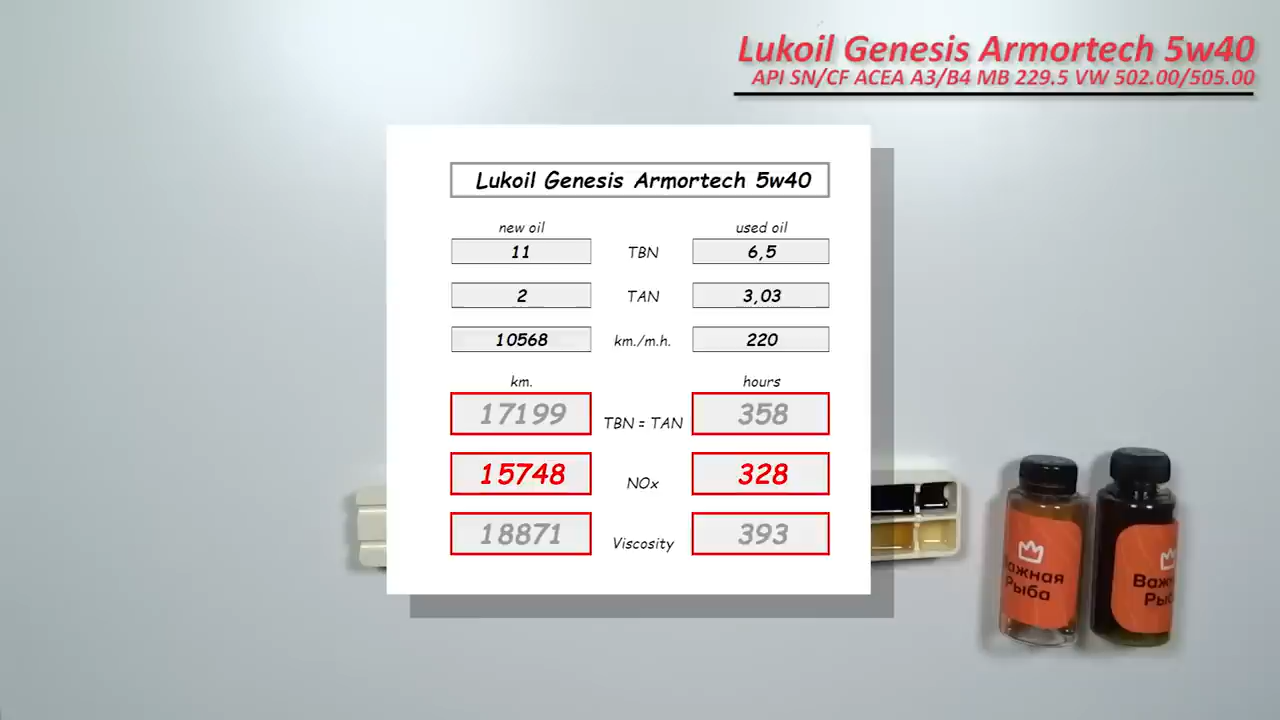 Lukoil Genesis Armortech 5w40
API SN/CF ACEA A3/B4 MB 229.5 VW 502.00/505.00
Lukoil Genesis Armortech 5w40
new oil used oil
11 TBN 6,5
2 TAN 3,03
10568 km./m.h. 220
km. hours
17199 TBN = TAN 358
15748 NOx 328
18871 Viscosity 393
Важная
Рыба